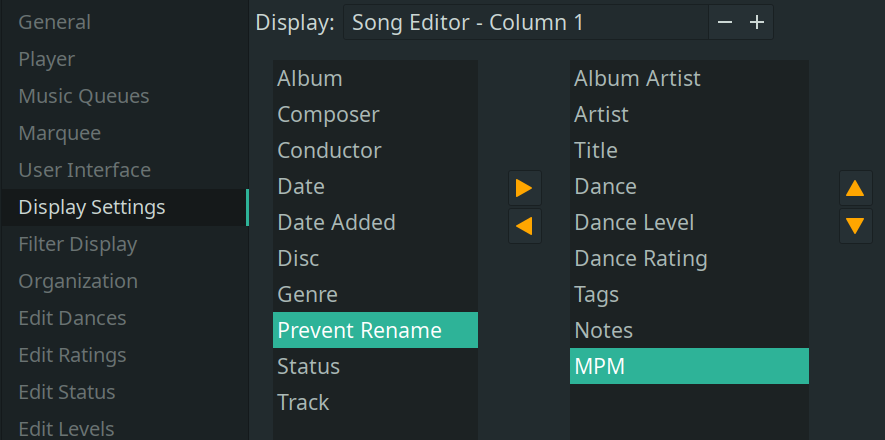 General
Player
Music Queues
Marquee
User Interface
Display Settings
Filter Display
Organization
Edit Dances
Edit Ratings
Edit Status
Edit Levels
Display: Song Editor - Column 1 − +
Album
Composer
Conductor
Date
Date Added
Disc
Genre
Prevent Rename
Status
Track
Album Artist
Artist
Title
Dance
Dance Level
Dance Rating
Tags
Notes
MPM